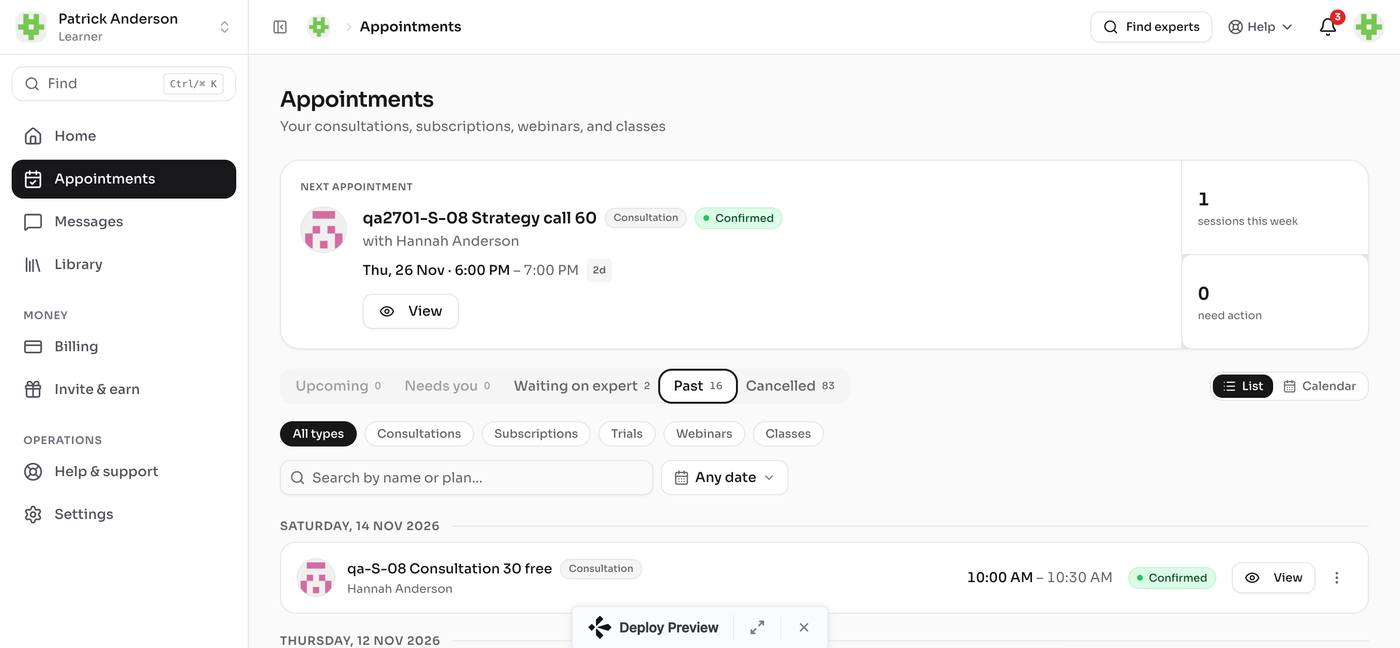 Patrick Anderson
Learner
Appointments
Find experts
Help
3
Find
Ctrl/⌘ K
Home
Appointments
Messages
Library
MONEY
Billing
Invite & earn
OPERATIONS
Help & support
Settings
Appointments
Your consultations, subscriptions, webinars, and classes
NEXT APPOINTMENT
qa2701-S-08 Strategy call 60 Consultation Confirmed
with Hannah Anderson
Thu, 26 Nov · 6:00 PM – 7:00 PM 2d
View
1
sessions this week
0
need action
Upcoming 0 Needs you 0 Waiting on expert 2 Past 16 Cancelled 83
List Calendar
All types Consultations Subscriptions Trials Webinars Classes
Search by name or plan...
Any date
SATURDAY, 14 NOV 2026
qa-S-08 Consultation 30 free Consultation
Hannah Anderson
10:00 AM – 10:30 AM Confirmed View
Deploy Preview
THURSDAY, 12 NOV 2026